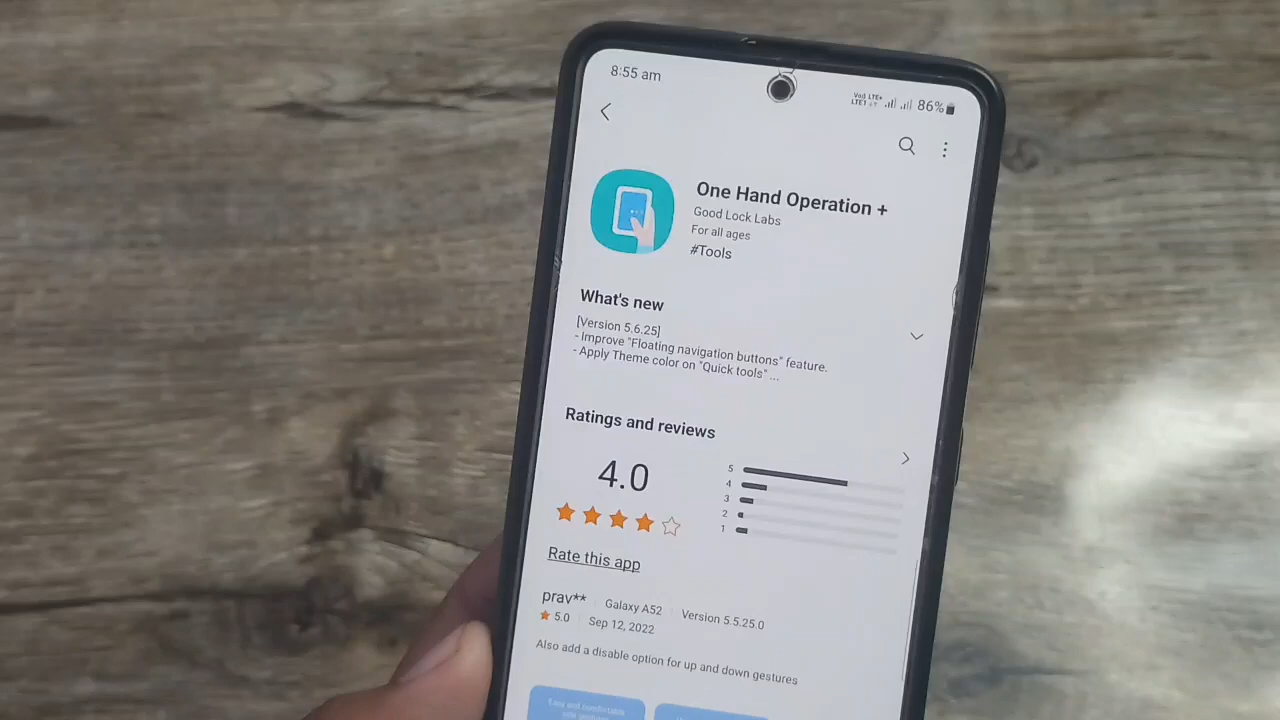 8:55 am
86%
One Hand Operation +
Good Lock Labs
For all ages
#Tools
What's new
[Version 5.6.25]
- Improve "Floating navigation buttons" feature.
- Apply Theme color on "Quick tools" ...
Ratings and reviews
4.0
5
4
3
2
1
Rate this app
prav** Galaxy A52 Version 5.5.25.0
5.0 Sep 12, 2022
Also add a disable option for up and down gestures
Easy and comfortable